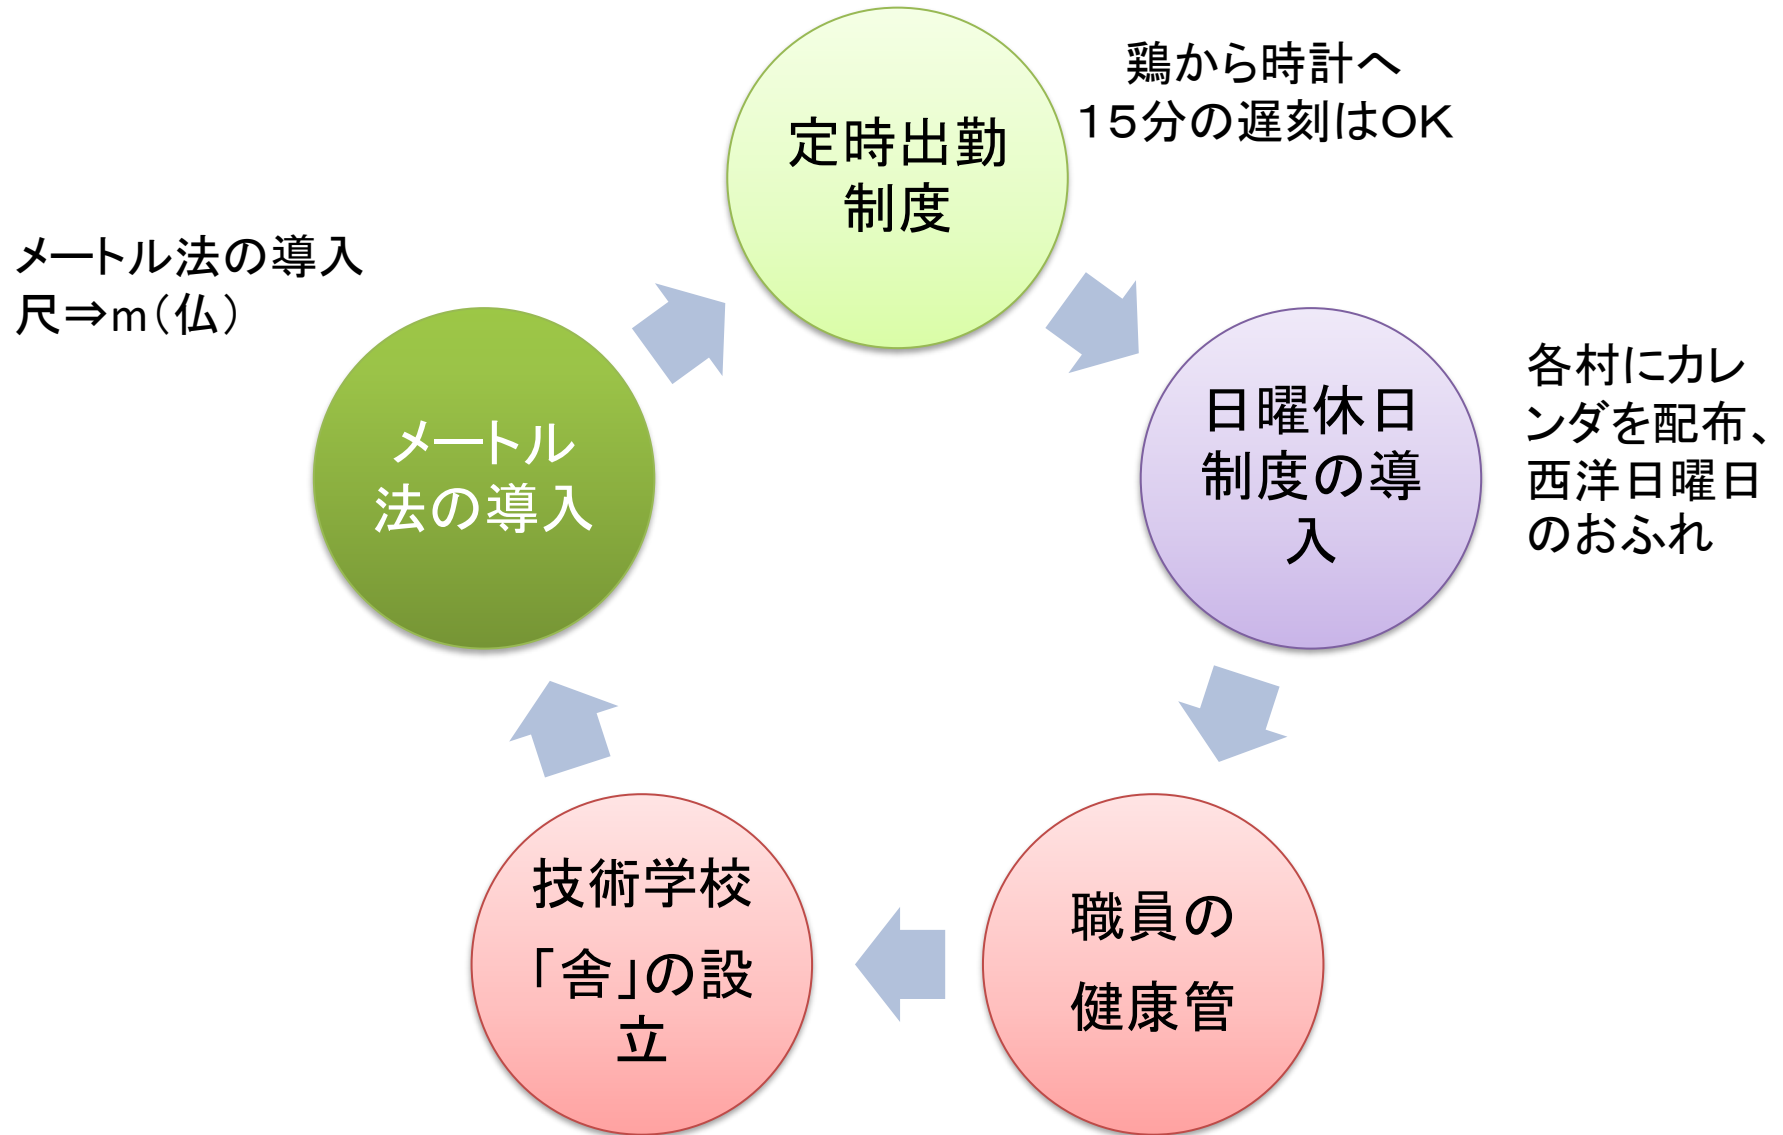 定時出勤
制度
鶏から時計へ
１５分の遅刻はＯＫ
日曜休日
制度の導
入
各村にカレ
ンダを配布、
西洋日曜日
のおふれ
職員の
健康管
技術学校
「舎」の設
立
メートル
法の導入
メートル法の導入
尺⇒m（仏）